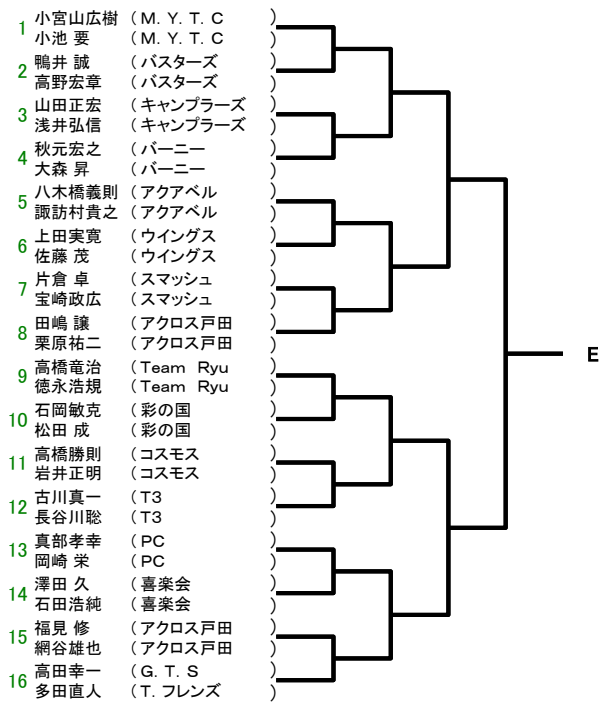 1 小宮山広樹 （Ｍ．Ｙ．Ｔ．Ｃ ）
小池 要 （Ｍ．Ｙ．Ｔ．Ｃ ）
2 鴨井 誠 （バスターズ ）
高野宏章 （バスターズ ）
3 山田正宏 （キャンプラーズ ）
浅井弘信 （キャンプラーズ ）
4 秋元宏之 （バーニー ）
大森 昇 （バーニー ）
5 八木橋義則 （アクアベル ）
諏訪村貴之 （アクアベル ）
6 上田実寛 （ウイングス ）
佐藤 茂 （ウイングス ）
7 片倉 卓 （スマッシュ ）
宝崎政広 （スマッシュ ）
8 田嶋 譲 （アクロス戸田 ）
栗原祐二 （アクロス戸田 ）
9 高橋竜治 （Team Ryu ）
徳永浩規 （Team Ryu ）
10 石岡敏克 （彩の国 ）
松田 成 （彩の国 ）
11 高橋勝則 （コスモス ）
岩井正明 （コスモス ）
12 古川真一 （T3 ）
長谷川聡 （T3 ）
13 真部孝幸 （PC ）
岡崎 栄 （PC ）
14 澤田 久 （喜楽会 ）
石田浩純 （喜楽会 ）
15 福見 修 （アクロス戸田 ）
網谷雄也 （アクロス戸田 ）
16 高田幸一 （Ｇ．Ｔ．Ｓ ）
多田直人 （Ｔ．フレンズ ）
E